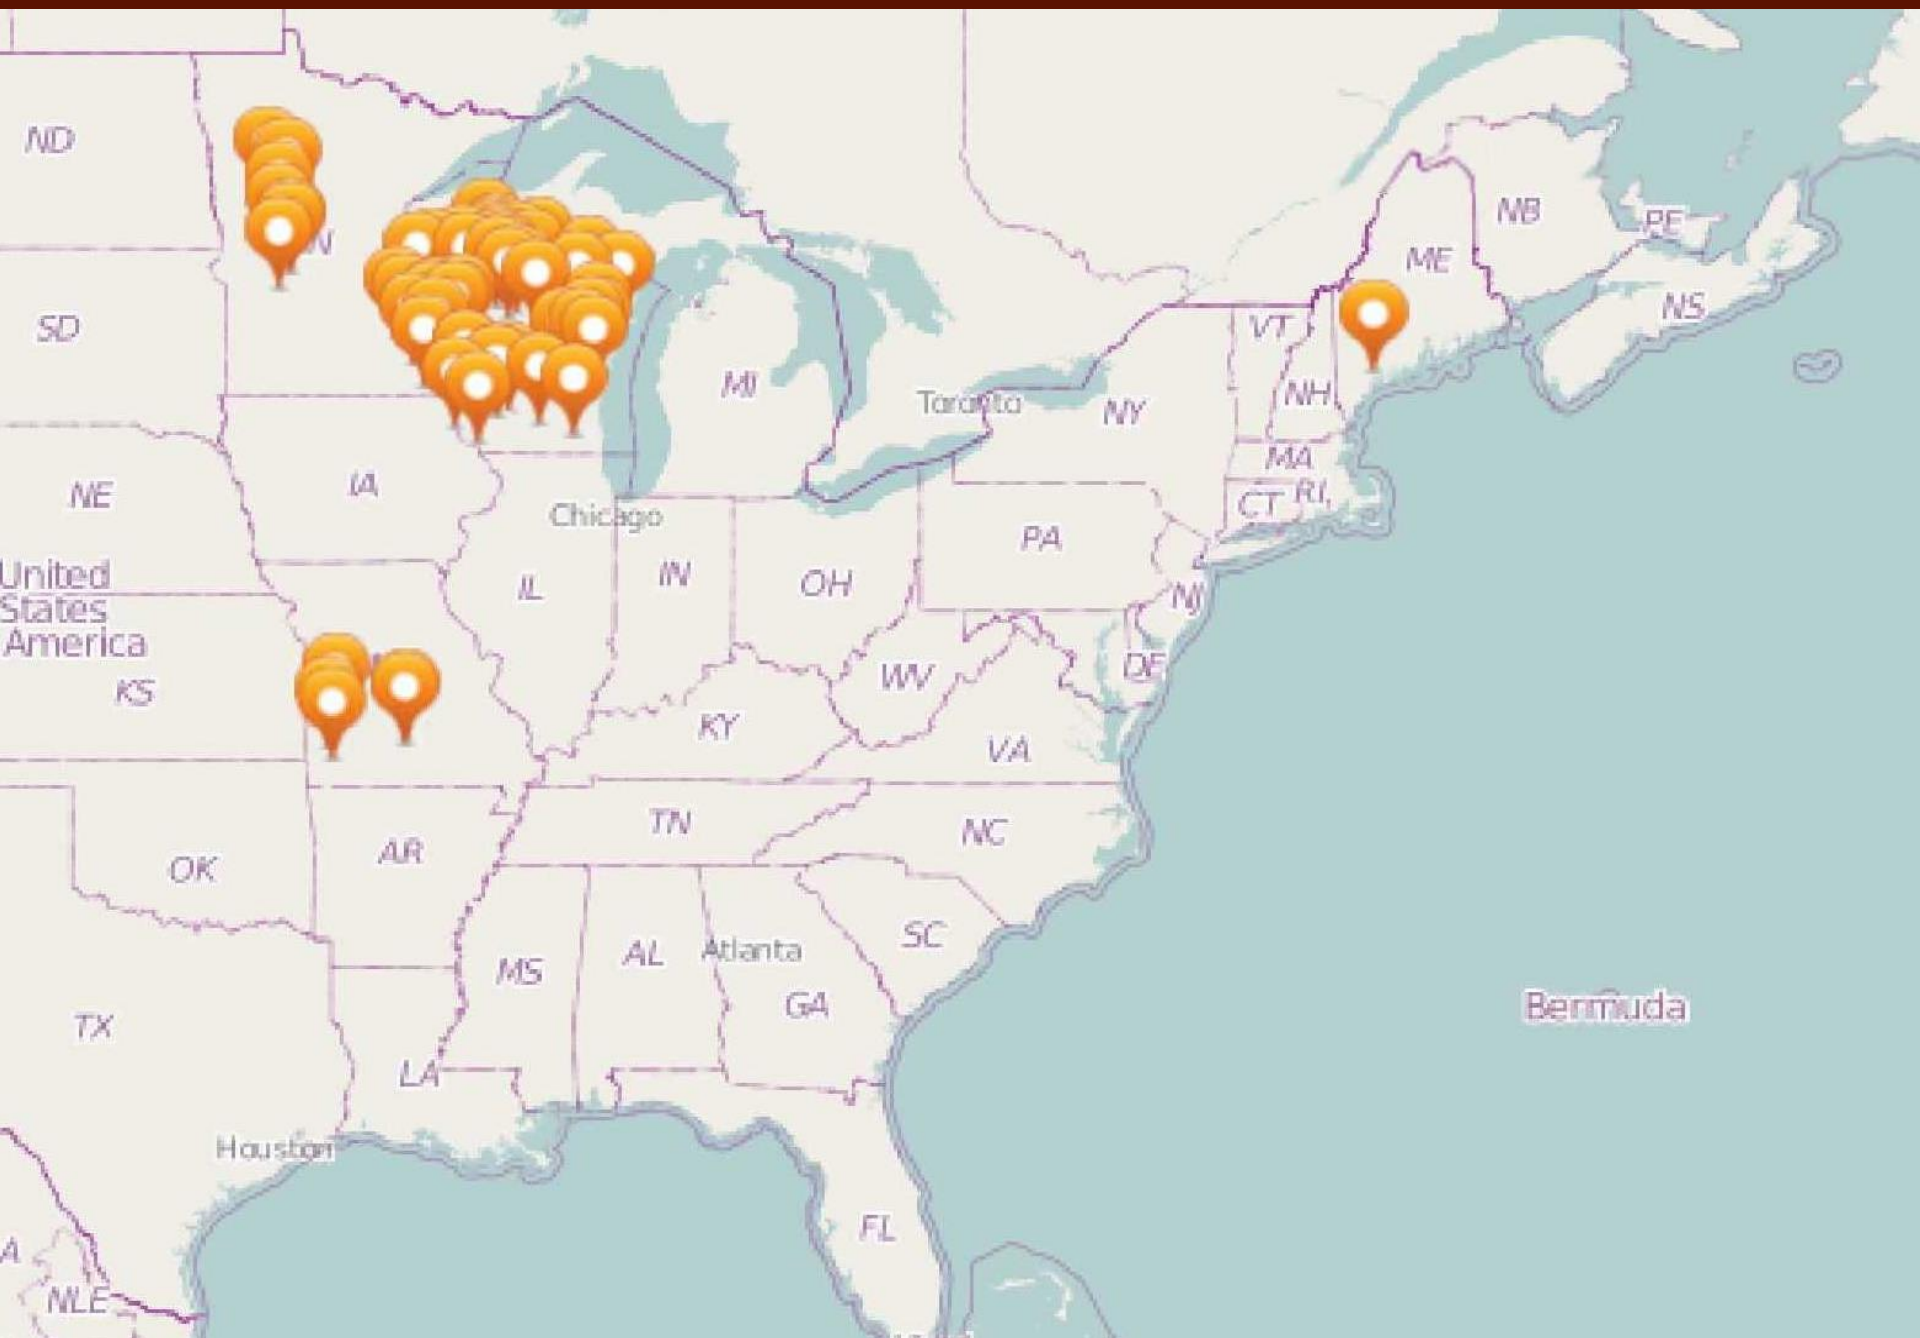 ND
N
NB
PE
ME
SD
NS
VT
MI
NH
Toronto
NY
MA
NE
IA
CT
RI
Chicago
PA
United
States
America
IL
IN
OH
NJ
DE
WV
KS
KY
VA
TN
NC
AR
OK
SC
MS
AL
Atlanta
GA
Bermuda
TX
LA
Houston
FL
A
NLE